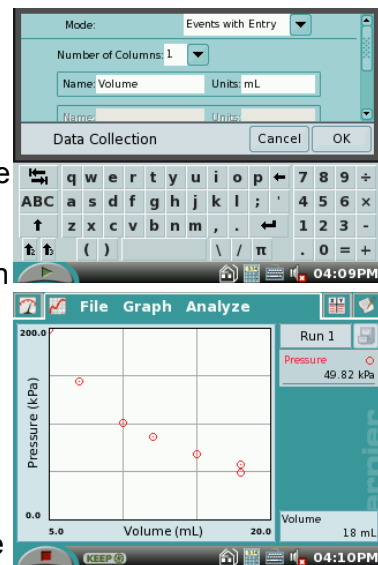 Mode: Events with Entry
Number of Columns: 1
Name: Volume Units: mL
Name: Units:
Data Collection Cancel OK
e
q w e r t y u i o p 7 8 9 ÷
ABC a s d f g h j k l ; ' 4 5 6 ×
z x c v b n m , . 1 2 3 -
( ) \ / π . 0 = +
04:09PM
File Graph Analyze
Run 1
200.0
Pressure
49.82 kPa
Pressure (kPa)
0.0
5.0 Volume (mL) 20.0
Volume
18 mL
e
KEEP
04:10PM